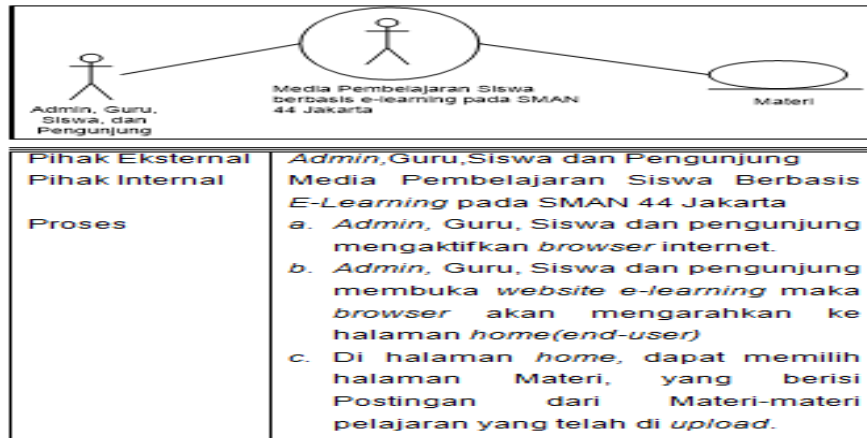 Admin, Guru,
Siswa, dan
Pengunjung
Media Pembelajaran Siswa
berbasis e-learning pada SMAN
44 Jakarta
Materi
Pihak Eksternal Admin,Guru,Siswa dan Pengunjung
Pihak Internal Media Pembelajaran Siswa Berbasis
E-Learning pada SMAN 44 Jakarta
Proses a. Admin, Guru, Siswa dan pengunjung
mengaktifkan browser internet.
b. Admin, Guru, Siswa dan pengunjung
membuka website e-learning maka
browser akan mengarahkan ke
halaman home(end-user)
c. Di halaman home, dapat memilih
halaman Materi, yang berisi
Postingan dari Materi-materi
pelajaran yang telah di upload.